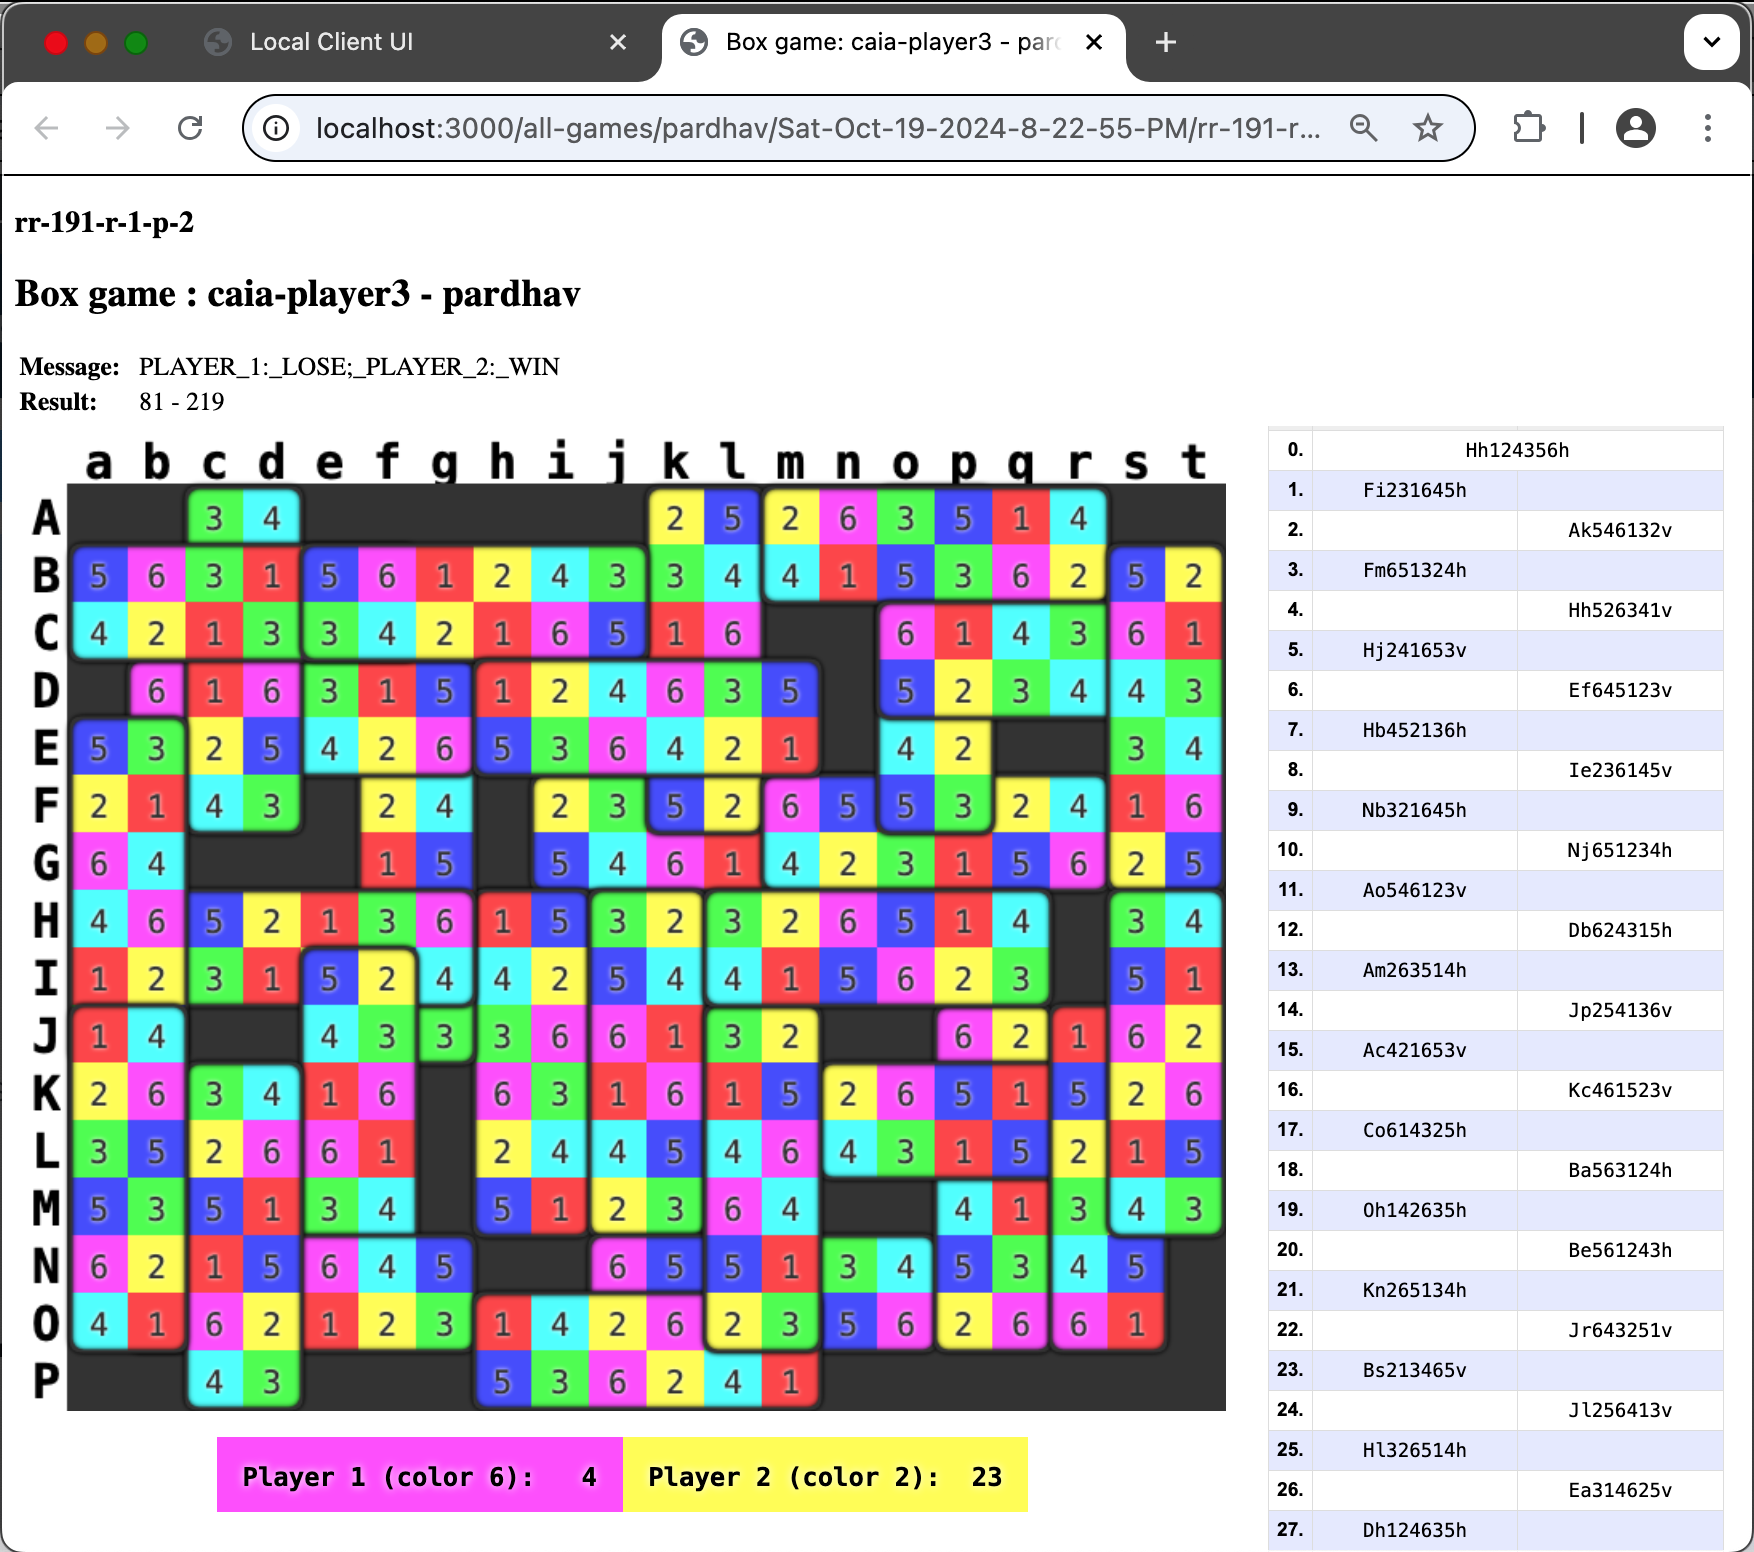 Local Client UI
Box game: caia-player3 - parc
localhost:3000/all-games/pardhav/Sat-Oct-19-2024-8-22-55-PM/rr-191-r...
rr-191-r-1-p-2
Box game : caia-player3 - pardhav
Message: PLAYER_1:_LOSE;_PLAYER_2:_WIN
Result: 81 - 219
a b c d e f g h i j k l m n o p q r s t
A 3 4 2 5 2 6 3 5 1 4
B 5 6 3 1 5 6 1 2 4 3 3 4 4 1 5 3 6 2 5 2
C 4 2 1 3 3 4 2 1 6 5 1 6 6 1 4 3 6 1
D 6 1 6 3 1 5 1 2 4 6 3 5 5 2 3 4 4 3
E 5 3 2 5 4 2 6 5 3 6 4 2 1 4 2 3 4
F 2 1 4 3 2 4 2 3 5 2 6 5 5 3 2 4 1 6
G 6 4 1 5 5 4 6 1 4 2 3 1 5 6 2 5
H 4 6 5 2 1 3 6 1 5 3 2 3 2 6 5 1 4 3 4
I 1 2 3 1 5 2 4 4 2 5 4 4 1 5 6 2 3 5 1
J 1 4 4 3 3 3 6 6 1 3 2 6 2 1 6 2
K 2 6 3 4 1 6 6 3 1 6 1 5 2 6 5 1 5 2 6
L 3 5 2 6 6 1 2 4 4 5 4 6 4 3 1 5 2 1 5
M 5 3 5 1 3 4 5 1 2 3 6 4 4 1 3 4 3
N 6 2 1 5 6 4 5 6 5 5 1 3 4 5 3 4 5
O 4 1 6 2 1 2 3 1 4 2 6 2 3 5 6 2 6 6 1
P 4 3 5 3 6 2 4 1
Player 1 (color 6): 4
Player 2 (color 2): 23
0. Hh124356h
1. Fi231645h
2. Ak546132v
3. Fm651324h
4. Hh526341v
5. Hj241653v
6. Ef645123v
7. Hb452136h
8. Ie236145v
9. Nb321645h
10. Nj651234h
11. Ao546123v
12. Db624315h
13. Am263514h
14. Jp254136v
15. Ac421653v
16. Kc461523v
17. Co614325h
18. Ba563124h
19. Oh142635h
20. Be561243h
21. Kn265134h
22. Jr643251v
23. Bs213465v
24. Jl256413v
25. Hl326514h
26. Ea314625v
27. Dh124635h